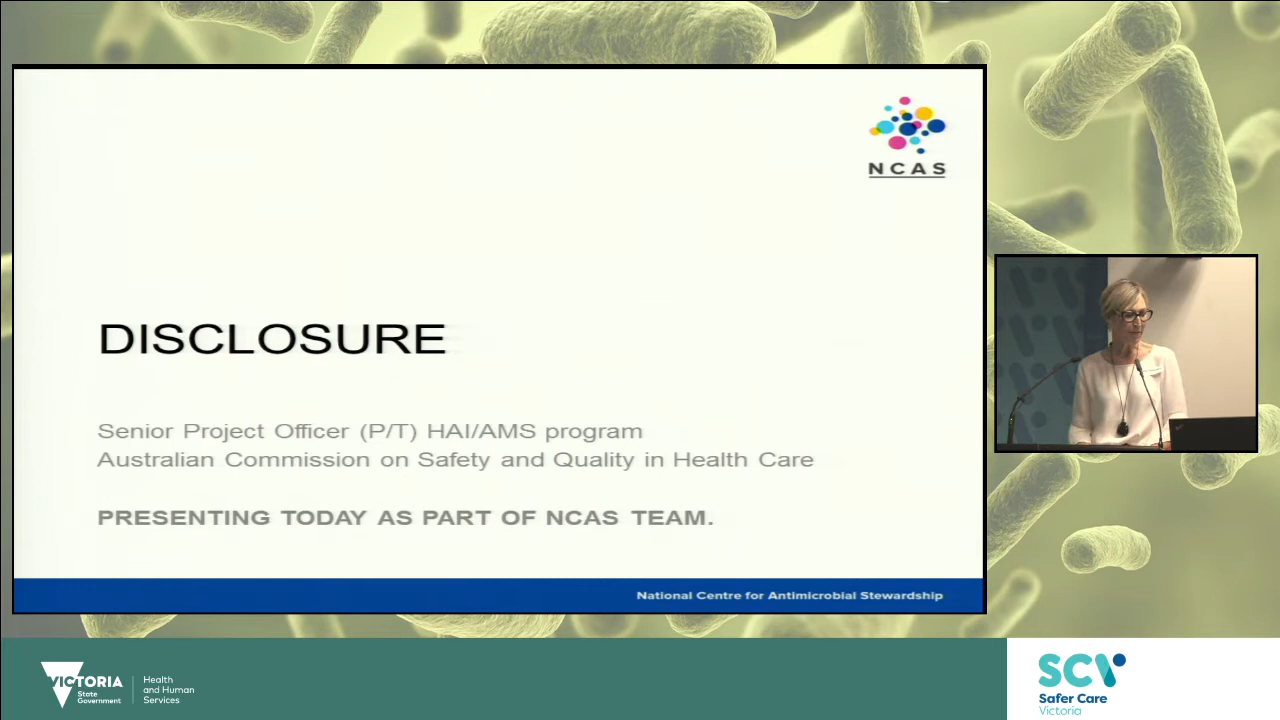 NCAS
DISCLOSURE
Senior Project Officer (P/T) HAI/AMS program
Australian Commission on Safety and Quality in Health Care
PRESENTING TODAY AS PART OF NCAS TEAM.
National Centre for Antimicrobial Stewardship
VICTORIA
State
Government
Health
and Human
Services
SCV
Safer Care
Victoria